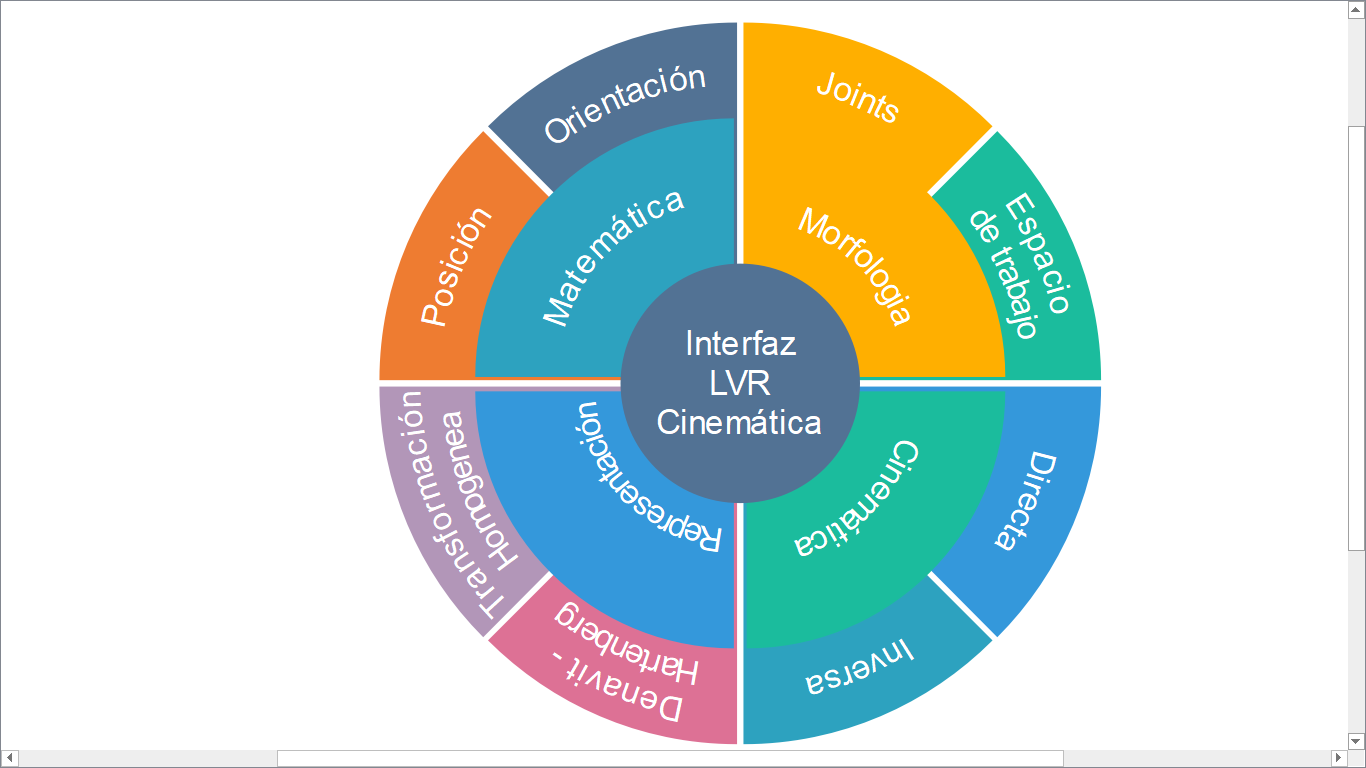 Orientación
Joints
Posición
Matemática
Morfologia
Espacio
de trabajo
Interfaz
LVR
Cinemática
Transformación
Homogenea
Representación
Cinemática
Directa
Denavit -
Hartenberg
Inversa